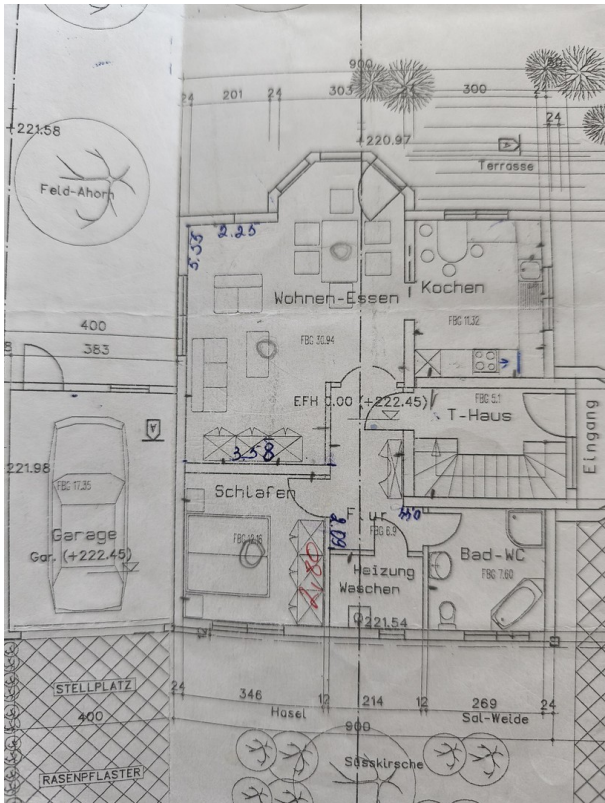 900
24 201 24 303 300 24
24
+221.58
+220.97
Terrasse
Feld-Ahorn
2.25
5.55
Wohnen-Essen
Kochen
FBG 30.94
FBG 11.32
400
383
EFH 0.00 (+222.45)
FBG 5.1
T-Haus
Eingang
3.58
221.98
FBG 17.35
Schlafen
Flur
FBG 6.9
Garage
Gar. (+222.45)
2.80
Bad-WC
FBG 7.60
Heizung
Waschen
221.54
STELLPLATZ
400
24 346 12 214 12 269 24
Hasel
Sal-Weide
900
Süsskirsche
RASENPFLASTER